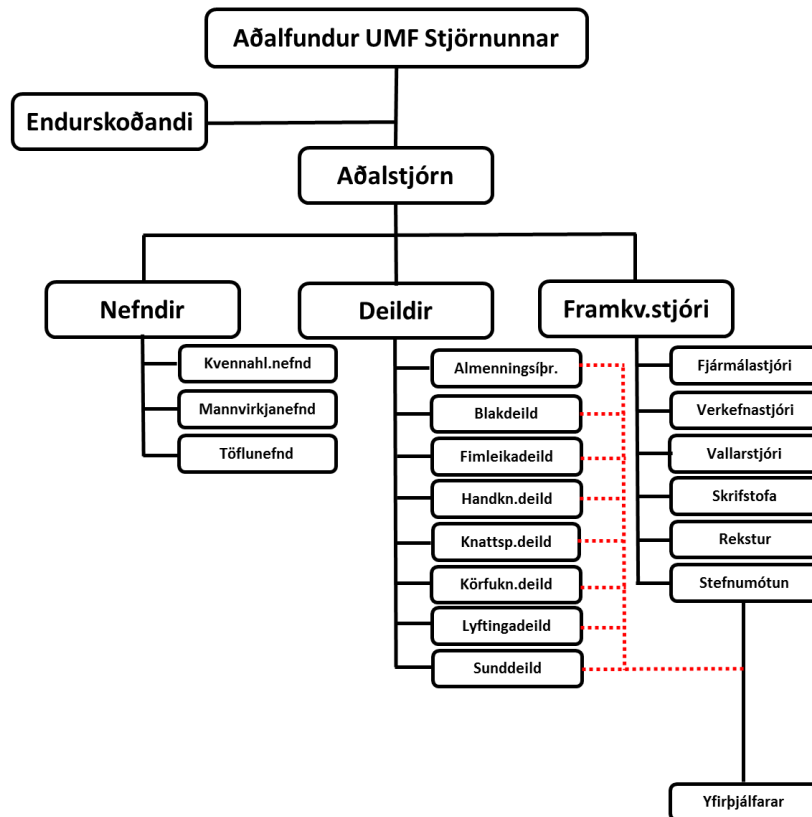 Aðalfundur UMF Stjörnunnar
Endurskoðandi
Aðalstjórn
Nefndir
Kvennahl.nefnd
Mannvirkjanefnd
Töflunefnd
Deildir
Almenningsíþr.
Blakdeild
Fimleikadeild
Handkn.deild
Knattsp.deild
Körfukn.deild
Lyftingadeild
Sunddeild
Framkv.stjóri
Fjármálastjóri
Verkefnastjóri
Vallarstjóri
Skrifstofa
Rekstur
Stefnumótun
Yfirþjálfarar